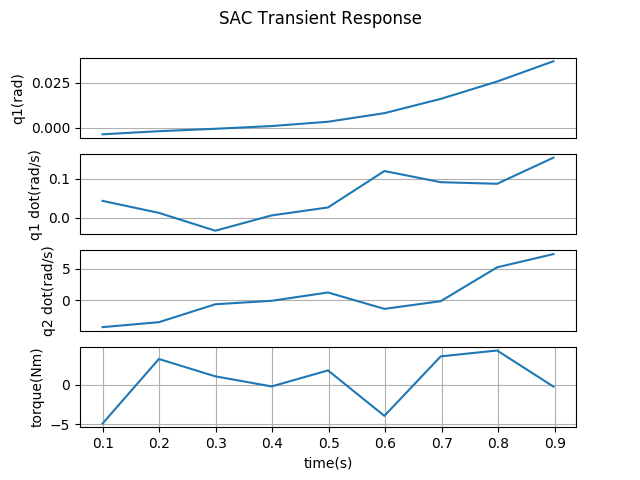 SAC Transient Response
q1(rad)
0.025
0.000
q1 dot(rad/s)
0.1
0.0
q2 dot(rad/s)
5
0
torque(Nm)
0
−5
0.1 0.2 0.3 0.4 0.5 0.6 0.7 0.8 0.9
time(s)